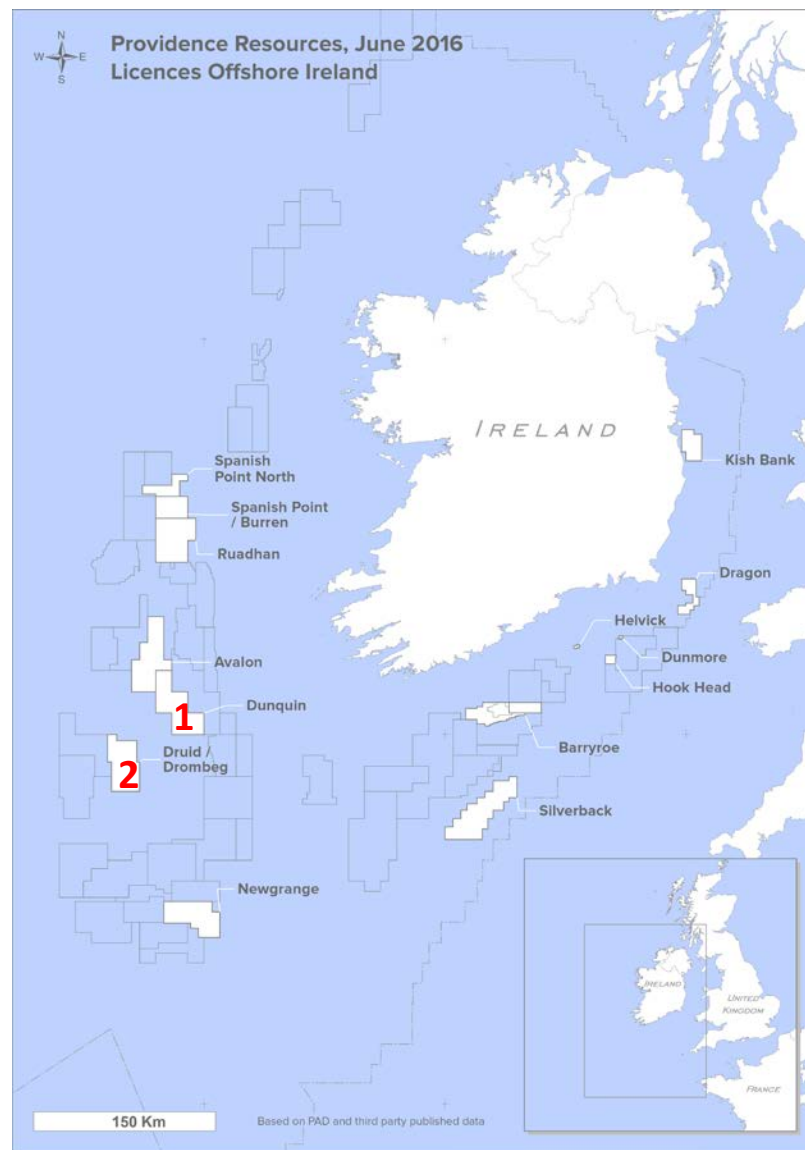 N
W E
S
Providence Resources, June 2016
Licences Offshore Ireland
IRELAND
Kish Bank
Spanish
Point North
Spanish Point
/ Burren
Ruadhan
Dragon
Helvick
Dunmore
Hook Head
Avalon
Dunquin
1
Barryroe
Druid /
Drombeg
2
Silverback
Newgrange
IRELAND
UNITED
KINGDOM
FRANCE
150 Km
Based on PAD and third party published data